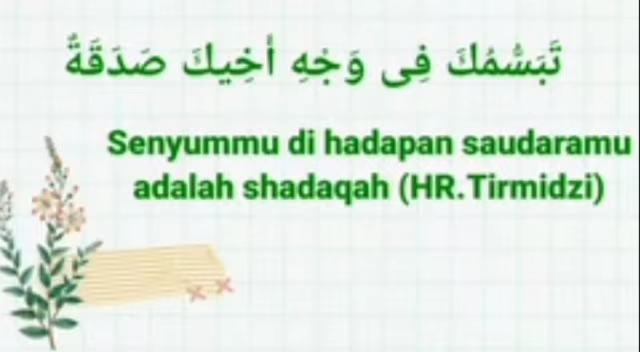 تَبَسُّمُكَ فِى وَجْهِ أَخِيكَ صَدَقَةٌ
Senyummu di hadapan saudaramu
adalah shadaqah (HR.Tirmidzi)